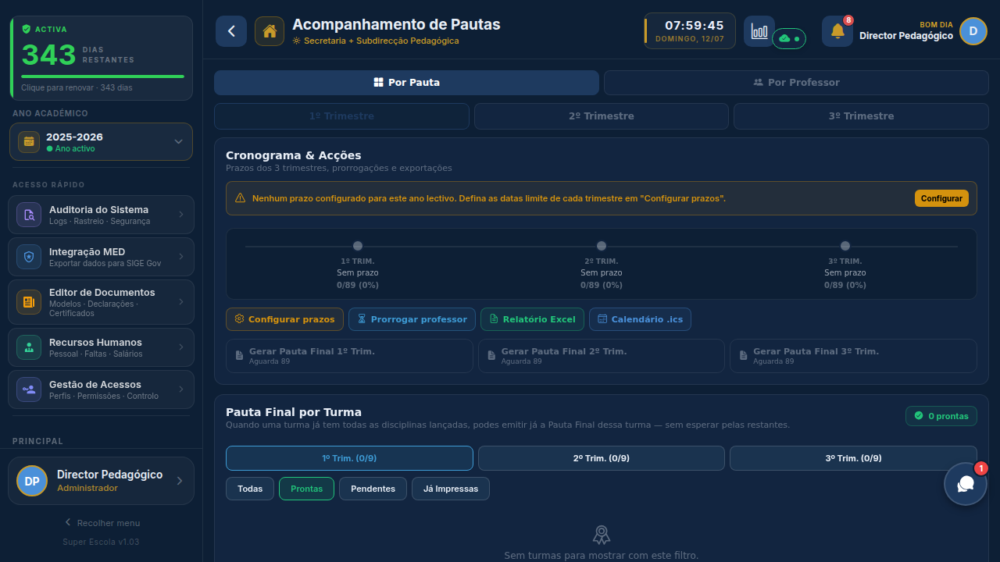 ACTIVA
343
DIAS
RESTANTES
Clique para renovar · 343 dias
ANO ACADÉMICO
2025-2026
Ano activo
ACESSO RÁPIDO
Auditoria do Sistema
Logs · Rastreio · Segurança
Integração MED
Exportar dados para SIGE Gov
Editor de Documentos
Modelos · Declarações ·
Certificados
Recursos Humanos
Pessoal · Faltas · Salários
Gestão de Acessos
Perfis · Permissões · Controlo
PRINCIPAL
DP
Director Pedagógico
Administrador
Recolher menu
Super Escola v1.03
Acompanhamento de Pautas
Secretaria + Subdirecção Pedagógica
07:59:45
DOMINGO, 12/07
8
BOM DIA
Director Pedagógico
D
Por Pauta
Por Professor
1º Trimestre
2º Trimestre
3º Trimestre
Cronograma & Acções
Prazos dos 3 trimestres, prorrogações e exportações
Nenhum prazo configurado para este ano lectivo. Defina as datas limite de cada trimestre em "Configurar prazos".
Configurar
1º TRIM.
Sem prazo
0/89 (0%)
2º TRIM.
Sem prazo
0/89 (0%)
3º TRIM.
Sem prazo
0/89 (0%)
Configurar prazos
Prorrogar professor
Relatório Excel
Calendário .ics
Gerar Pauta Final 1º Trim.
Aguarda 89
Gerar Pauta Final 2º Trim.
Aguarda 89
Gerar Pauta Final 3º Trim.
Aguarda 89
Pauta Final por Turma
Quando uma turma já tem todas as disciplinas lançadas, podes emitir já a Pauta Final dessa turma — sem esperar pelas restantes.
0 prontas
1º Trim. (0/9)
2º Trim. (0/9)
3º Trim. (0/9)
Todas
Prontas
Pendentes
Já Impressas
1
Sem turmas para mostrar com este filtro.